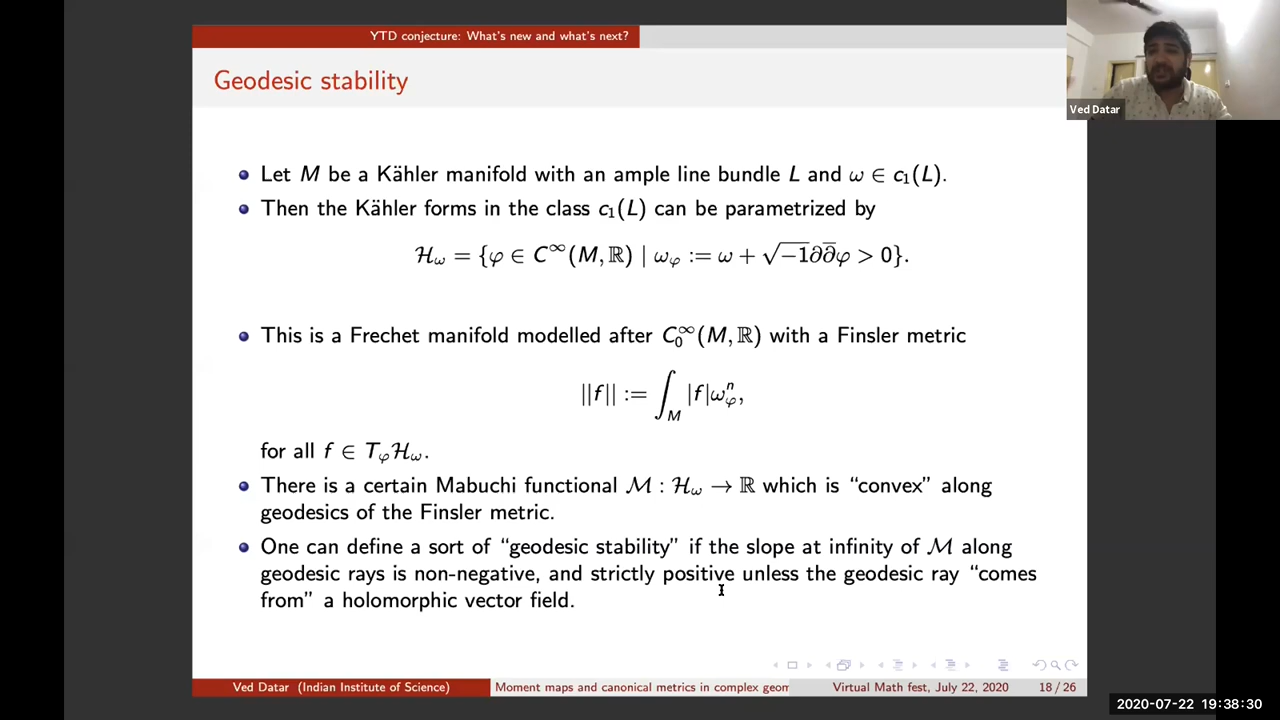 YTD conjecture: What's new and what's next?
Geodesic stability
Ved Datar
Let M be a Kähler manifold with an ample line bundle L and ω ∈ c₁(L).
Then the Kähler forms in the class c₁(L) can be parametrized by
ℋ_ω = {φ ∈ C^∞(M, ℝ) | ω_φ := ω + √−1∂∂̄φ > 0}.
This is a Frechet manifold modelled after C₀^∞(M, ℝ) with a Finsler metric
||f|| := ∫_M |f|ω_φ^n,
for all f ∈ T_φℋ_ω.
There is a certain Mabuchi functional ℳ : ℋ_ω → ℝ which is “convex” along
geodesics of the Finsler metric.
One can define a sort of “geodesic stability” if the slope at infinity of ℳ along
geodesic rays is non-negative, and strictly positive unless the geodesic ray “comes
from” a holomorphic vector field.
Ved Datar (Indian Institute of Science) Moment maps and canonical metrics in complex geom Virtual Math fest, July 22, 2020 18 / 26
2020-07-22 19:38:30